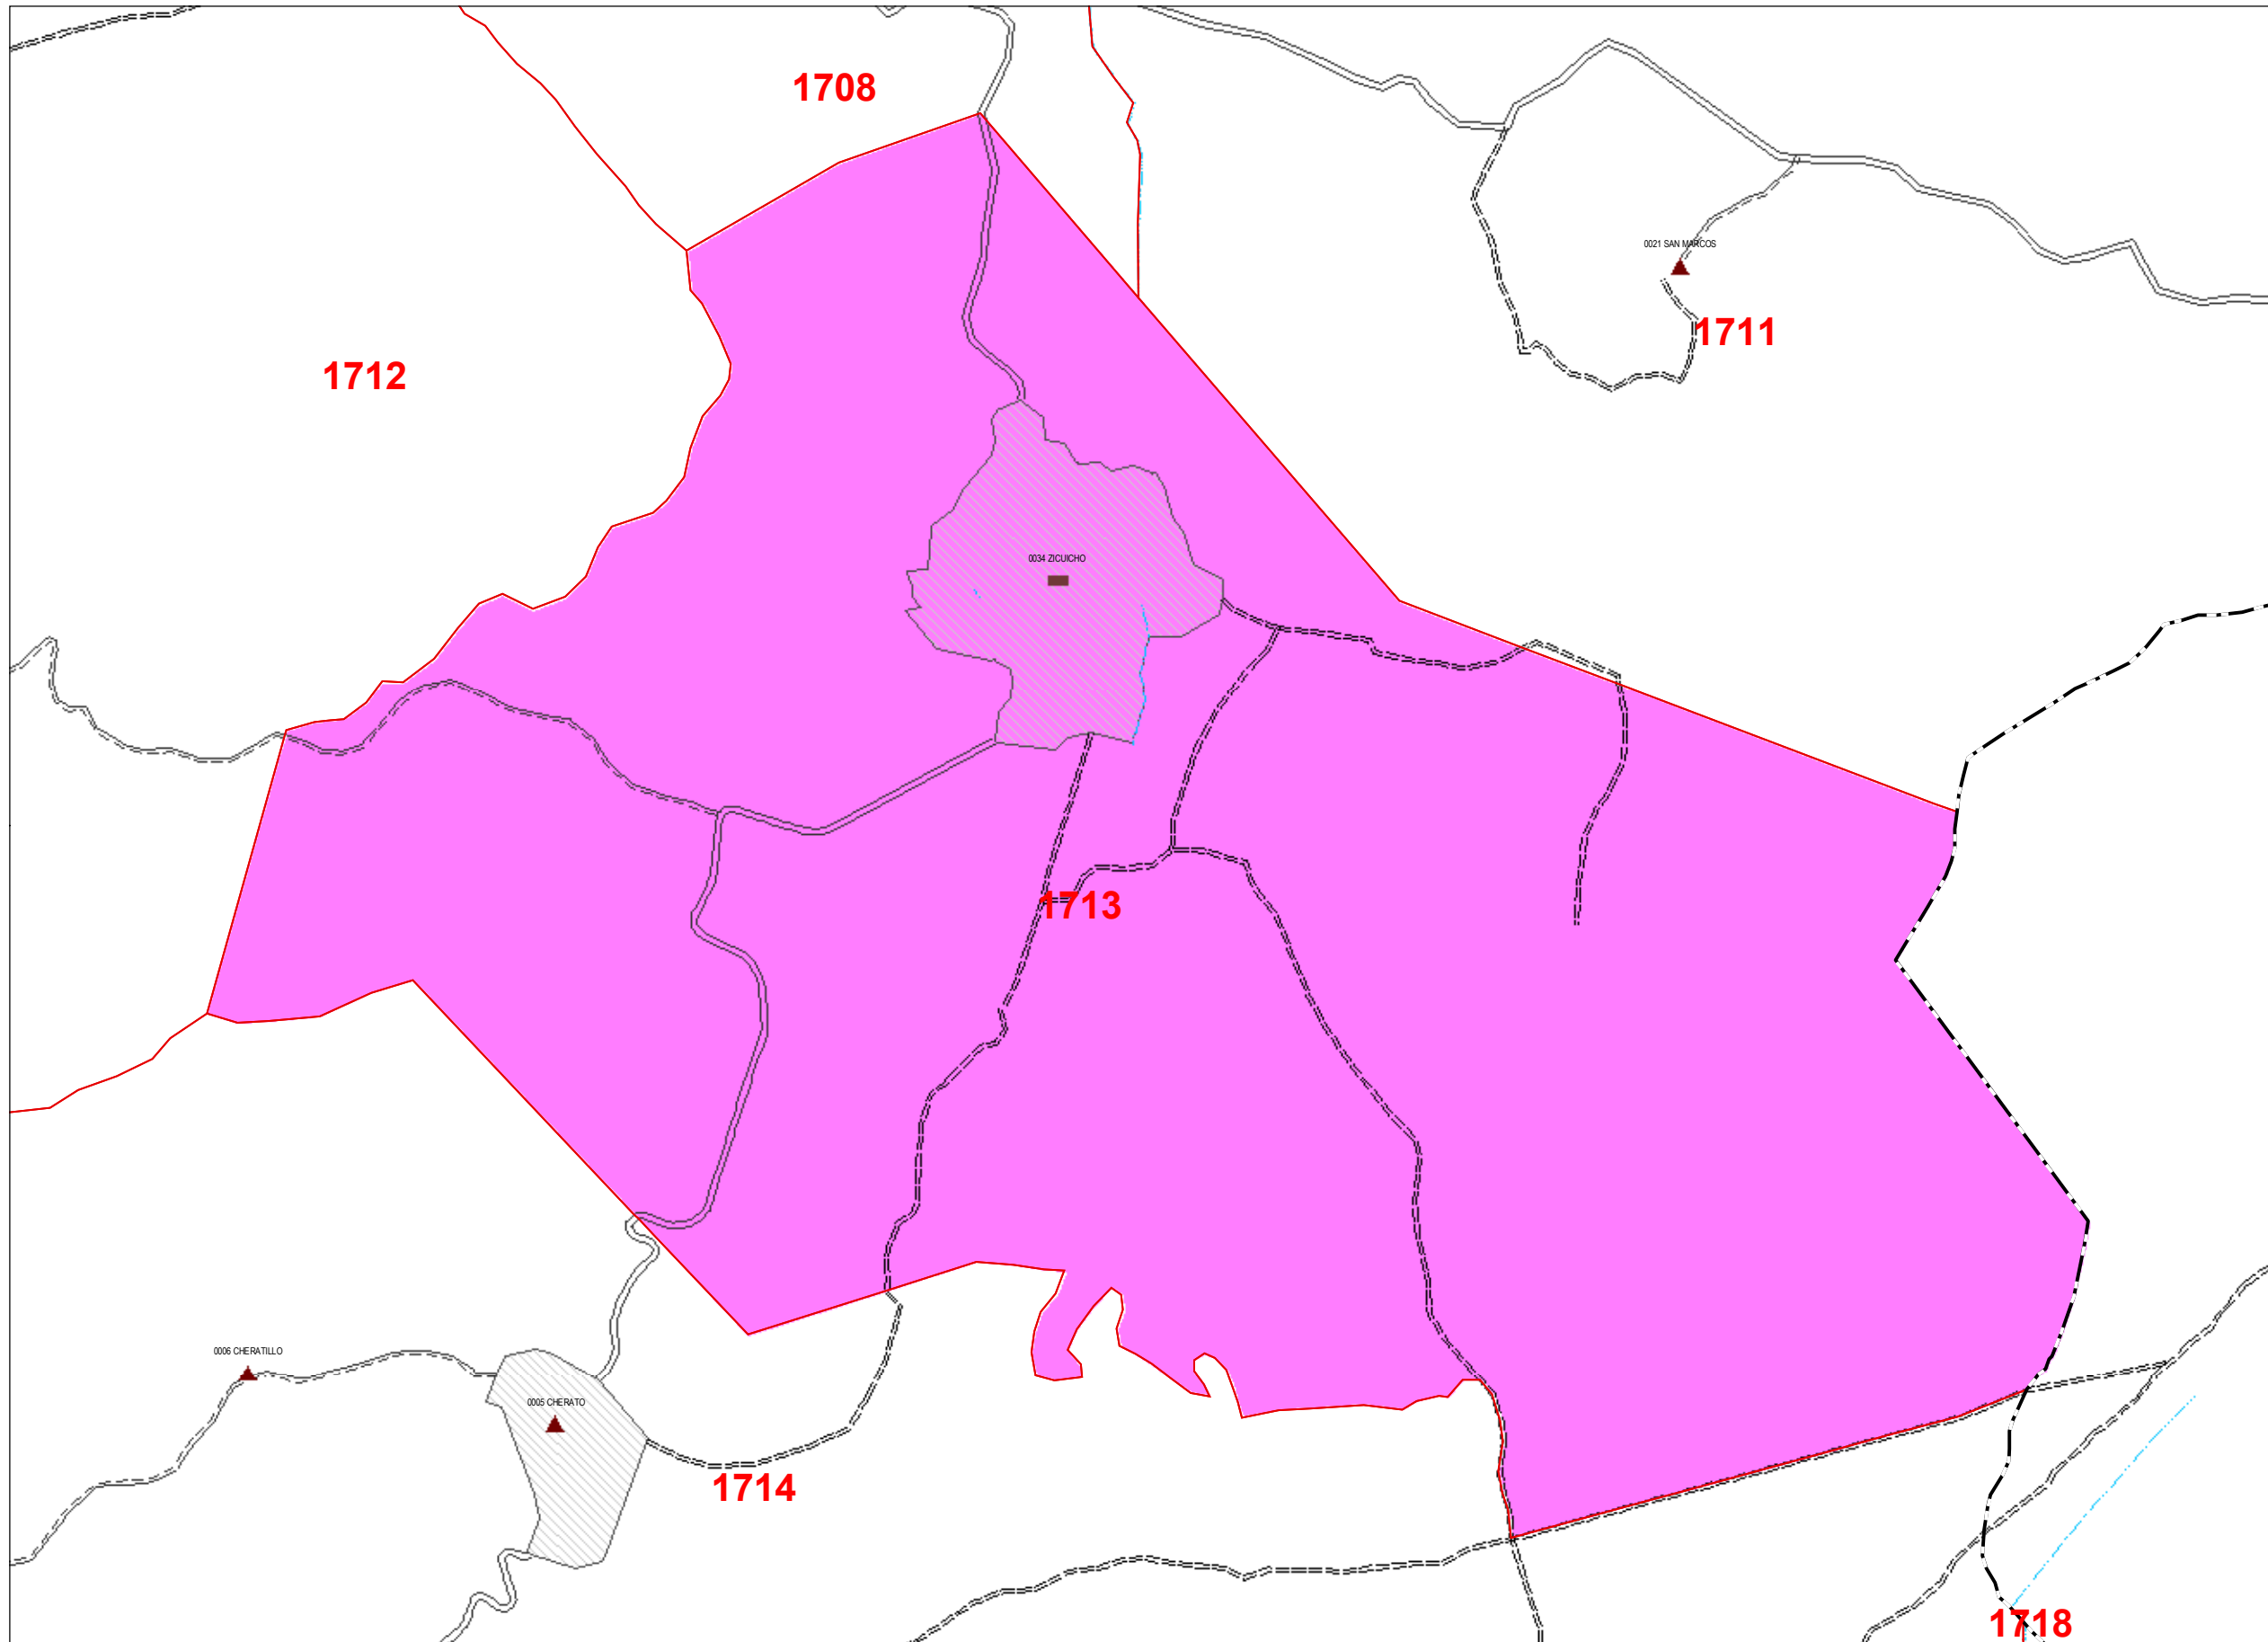 1708
0021 SAN MARCOS
1711
1712
0034 ZICUICHO
1713
0006 CHERATILLO
0005 CHERATO
1714
1718